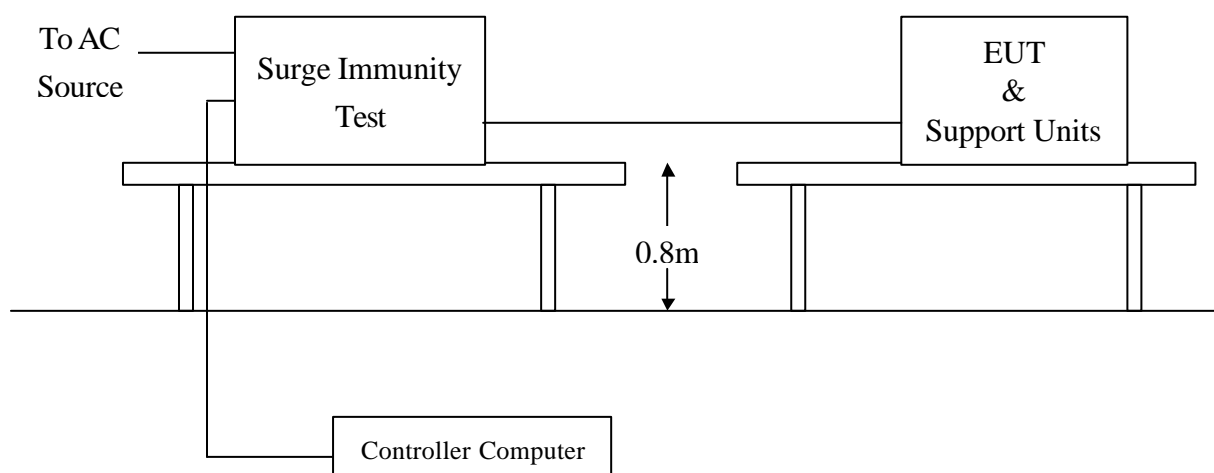 To AC
Source
Surge Immunity
Test
EUT
&
Support Units
0.8m
Controller Computer